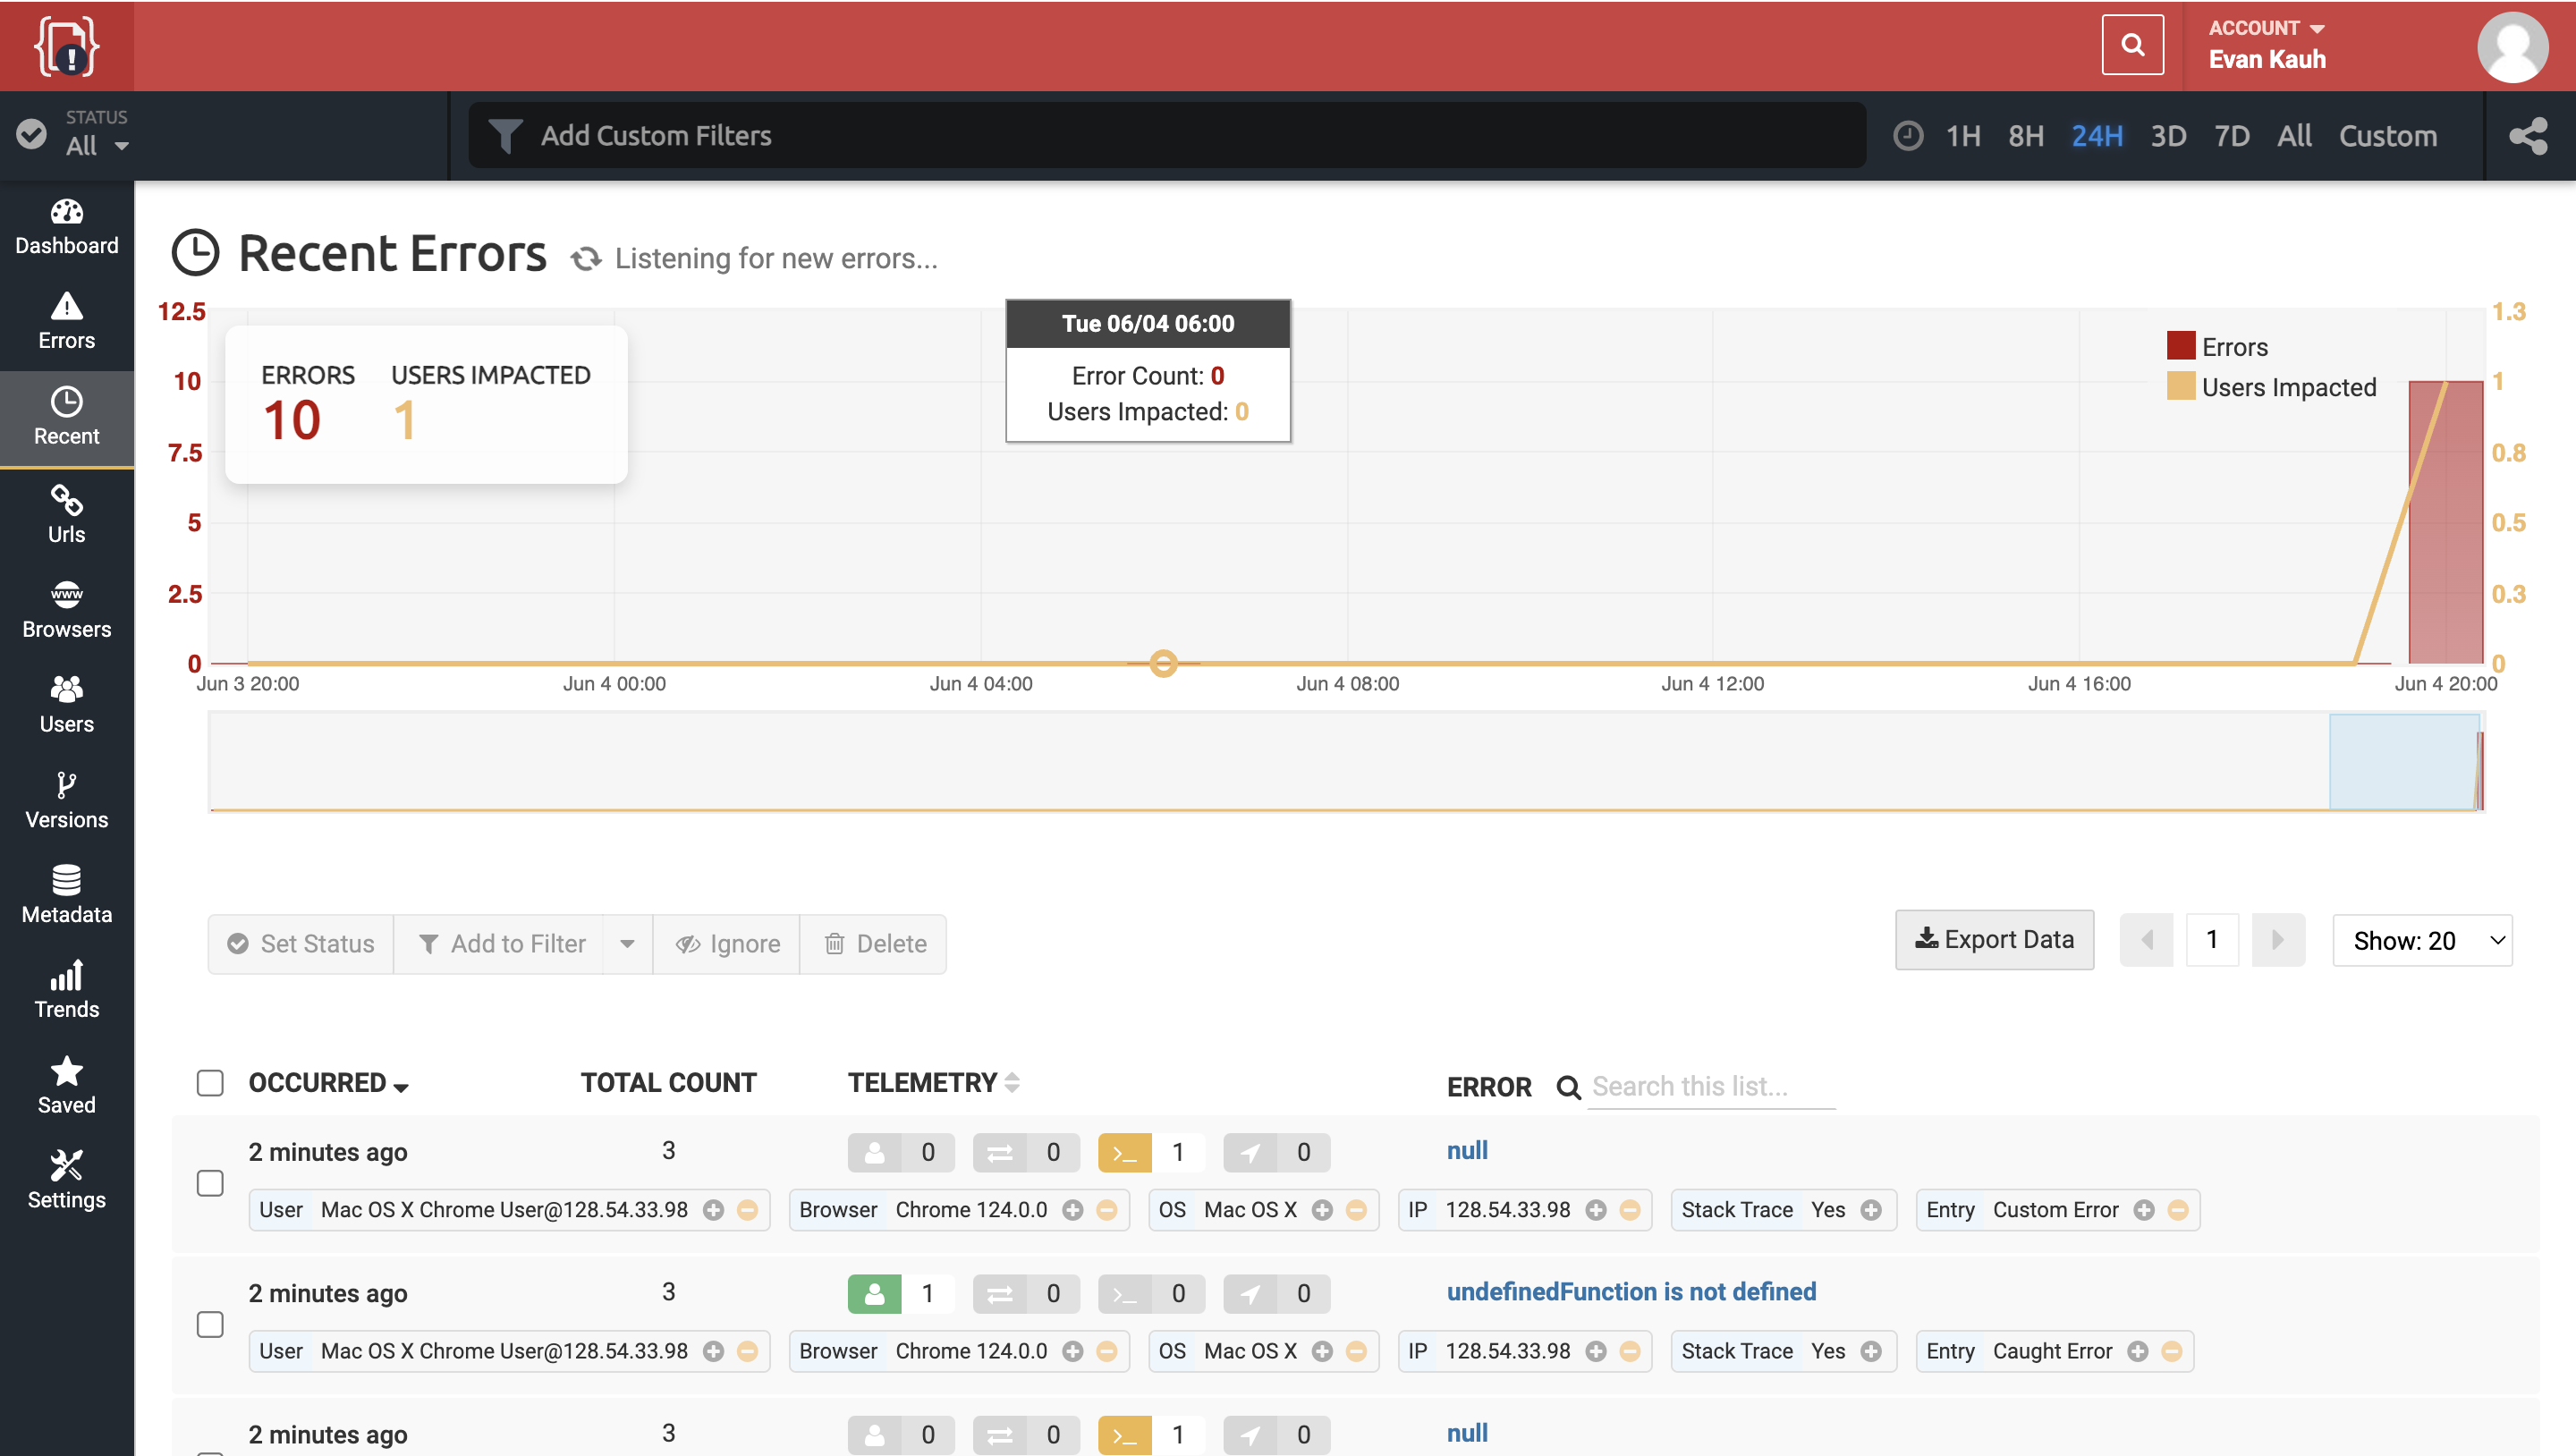 ACCOUNT
Evan Kauh
STATUS
All
Add Custom Filters
1H 8H 24H 3D 7D All Custom
Dashboard
Errors
Recent
Urls
Browsers
Users
Versions
Metadata
Trends
Saved
Settings
Recent Errors Listening for new errors...
12.5
10
7.5
5
2.5
0
ERRORS USERS IMPACTED
10 1
Tue 06/04 06:00
Error Count: 0
Users Impacted: 0
Errors
Users Impacted
1.3
1
0.8
0.5
0.3
0
Jun 3 20:00 Jun 4 00:00 Jun 4 04:00 Jun 4 08:00 Jun 4 12:00 Jun 4 16:00 Jun 4 20:00
Set Status Add to Filter Ignore Delete
Export Data 1 Show: 20
OCCURRED TOTAL COUNT TELEMETRY ERROR Search this list...
2 minutes ago 3 0 0 >_ 1 0 null
User Mac OS X Chrome User@128.54.33.98 Browser Chrome 124.0.0 OS Mac OS X IP 128.54.33.98 Stack Trace Yes Entry Custom Error
2 minutes ago 3 1 0 >_ 0 0 undefinedFunction is not defined
User Mac OS X Chrome User@128.54.33.98 Browser Chrome 124.0.0 OS Mac OS X IP 128.54.33.98 Stack Trace Yes Entry Caught Error
2 minutes ago 3 0 0 >_ 1 0 null